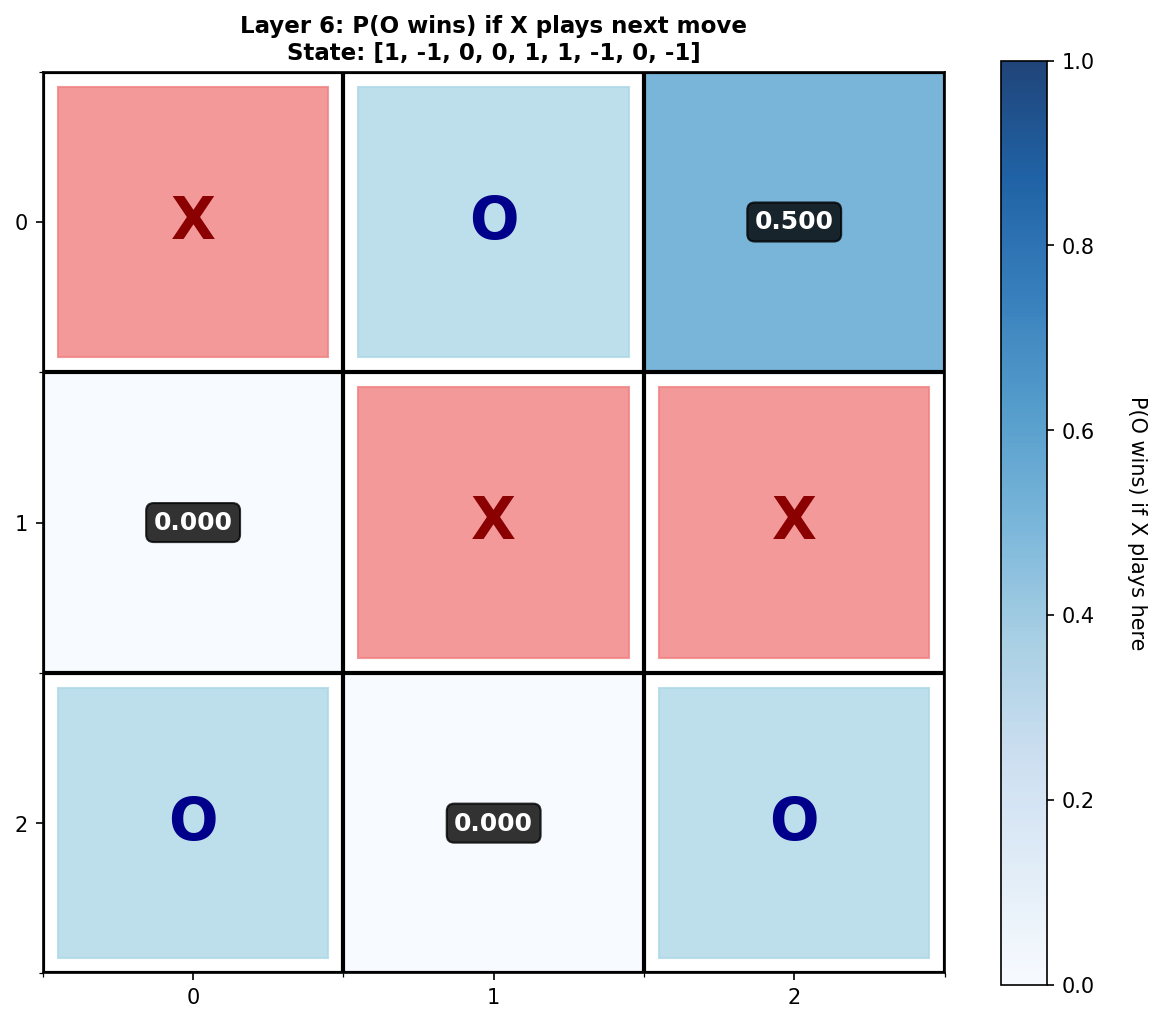 Layer 6: P(O wins) if X plays next move
State: [1, -1, 0, 0, 1, 1, -1, 0, -1]
X
O
0.500
0.000
X
X
O
0.000
O
0
1
2
0
1
2
1.0
0.8
0.6
0.4
0.2
0.0
P(O wins) if X plays here